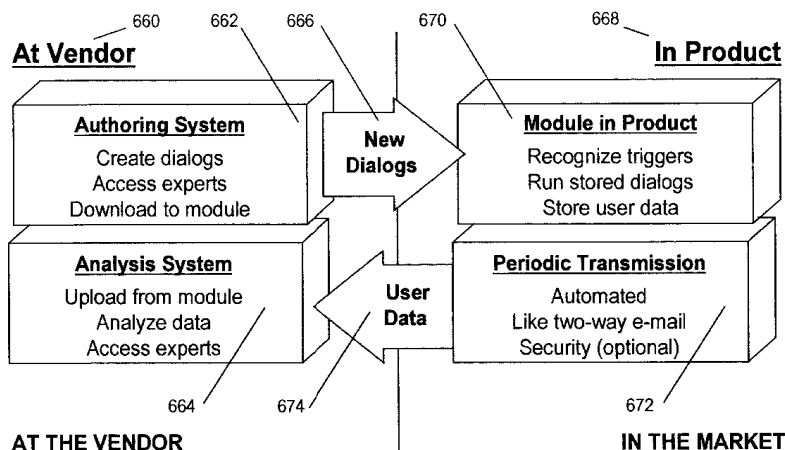 660
662
666
670
668
At Vendor
In Product
Authoring System
Create dialogs
Access experts
Download to module
New
Dialogs
Module in Product
Recognize triggers
Run stored dialogs
Store user data
Analysis System
Upload from module
Analyze data
Access experts
User
Data
Periodic Transmission
Automated
Like two-way e-mail
Security (optional)
664
674
672
AT THE VENDOR
IN THE MARKET